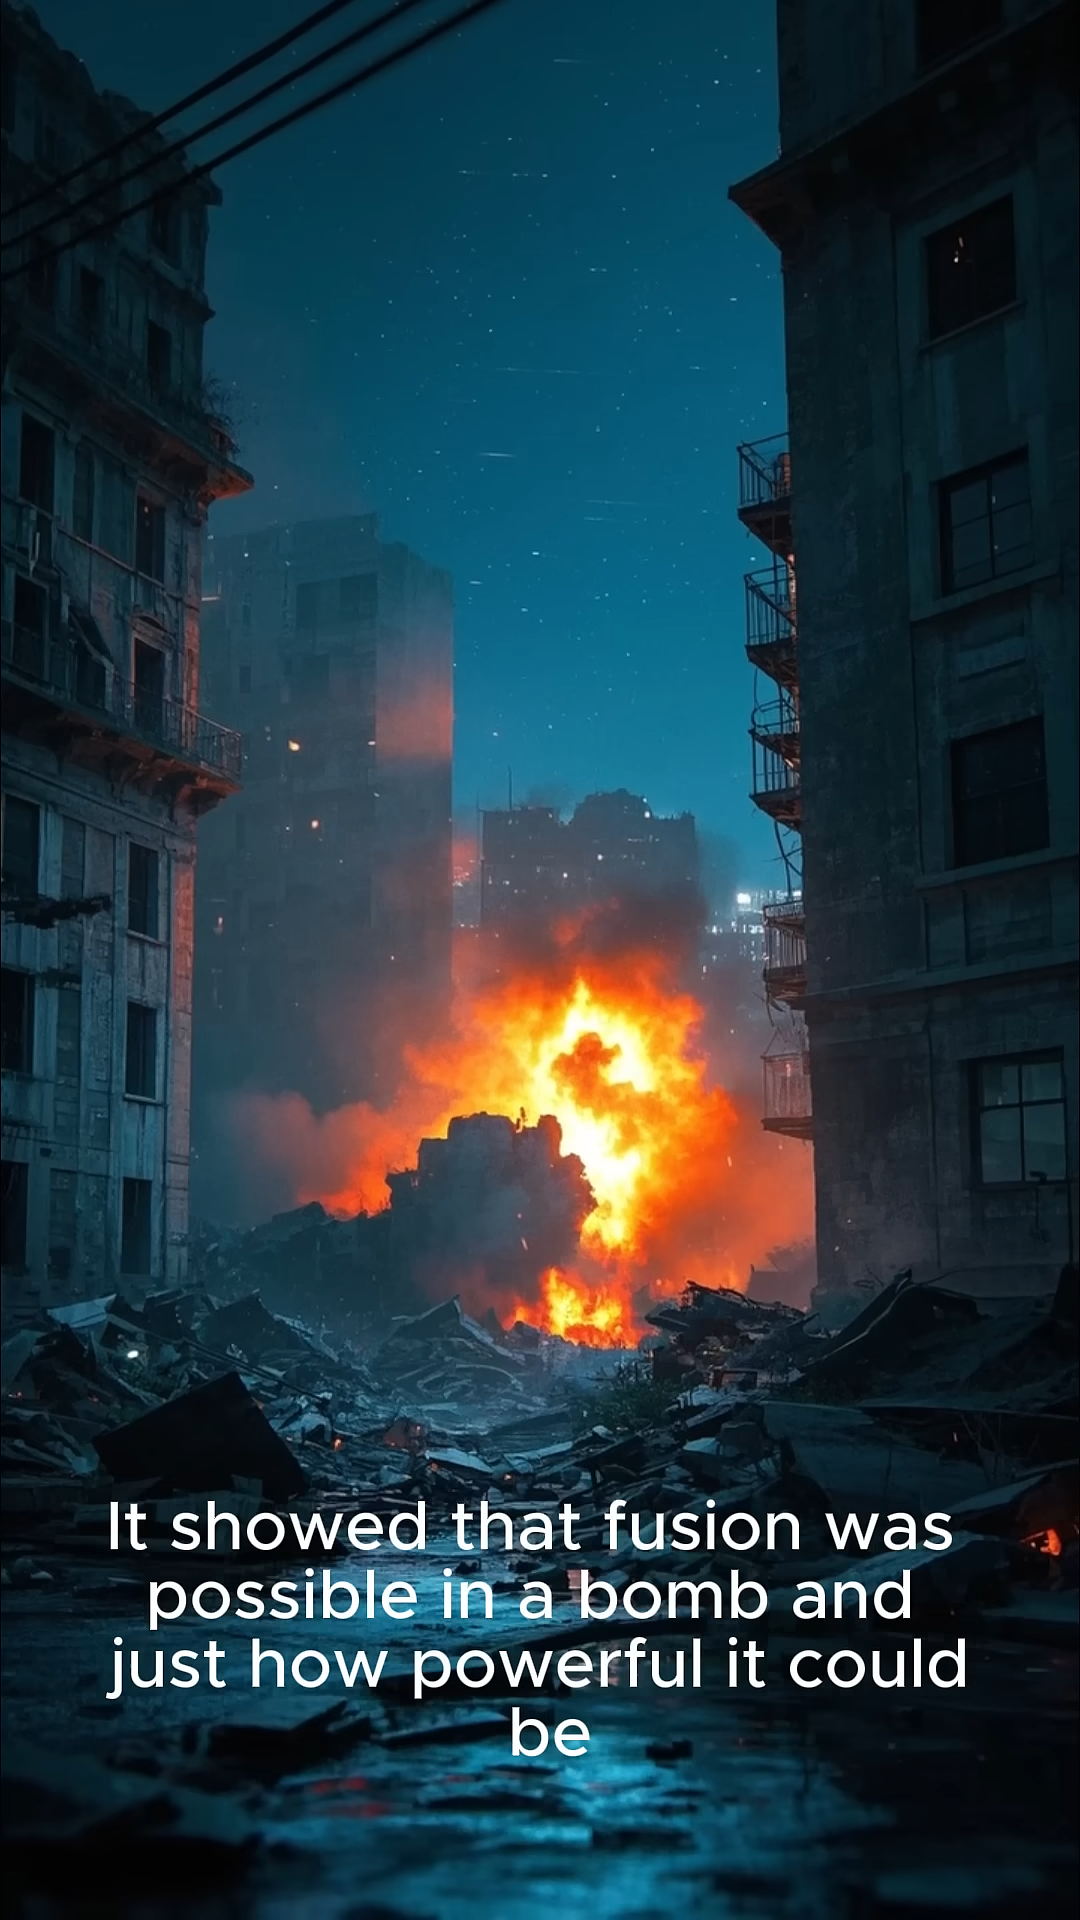 It showed that fusion was
possible in a bomb and
just how powerful it could
be